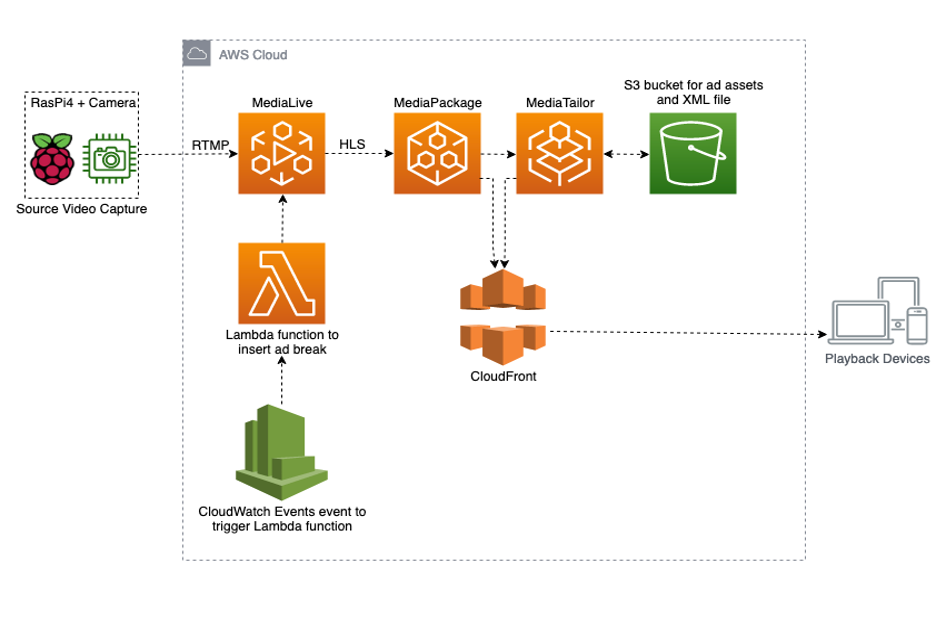 AWS Cloud
RasPi4 + Camera
Source Video Capture
RTMP
MediaLive
HLS
MediaPackage
MediaTailor
S3 bucket for ad assets
and XML file
Lambda function to
insert ad break
CloudWatch Events event to
trigger Lambda function
CloudFront
Playback Devices